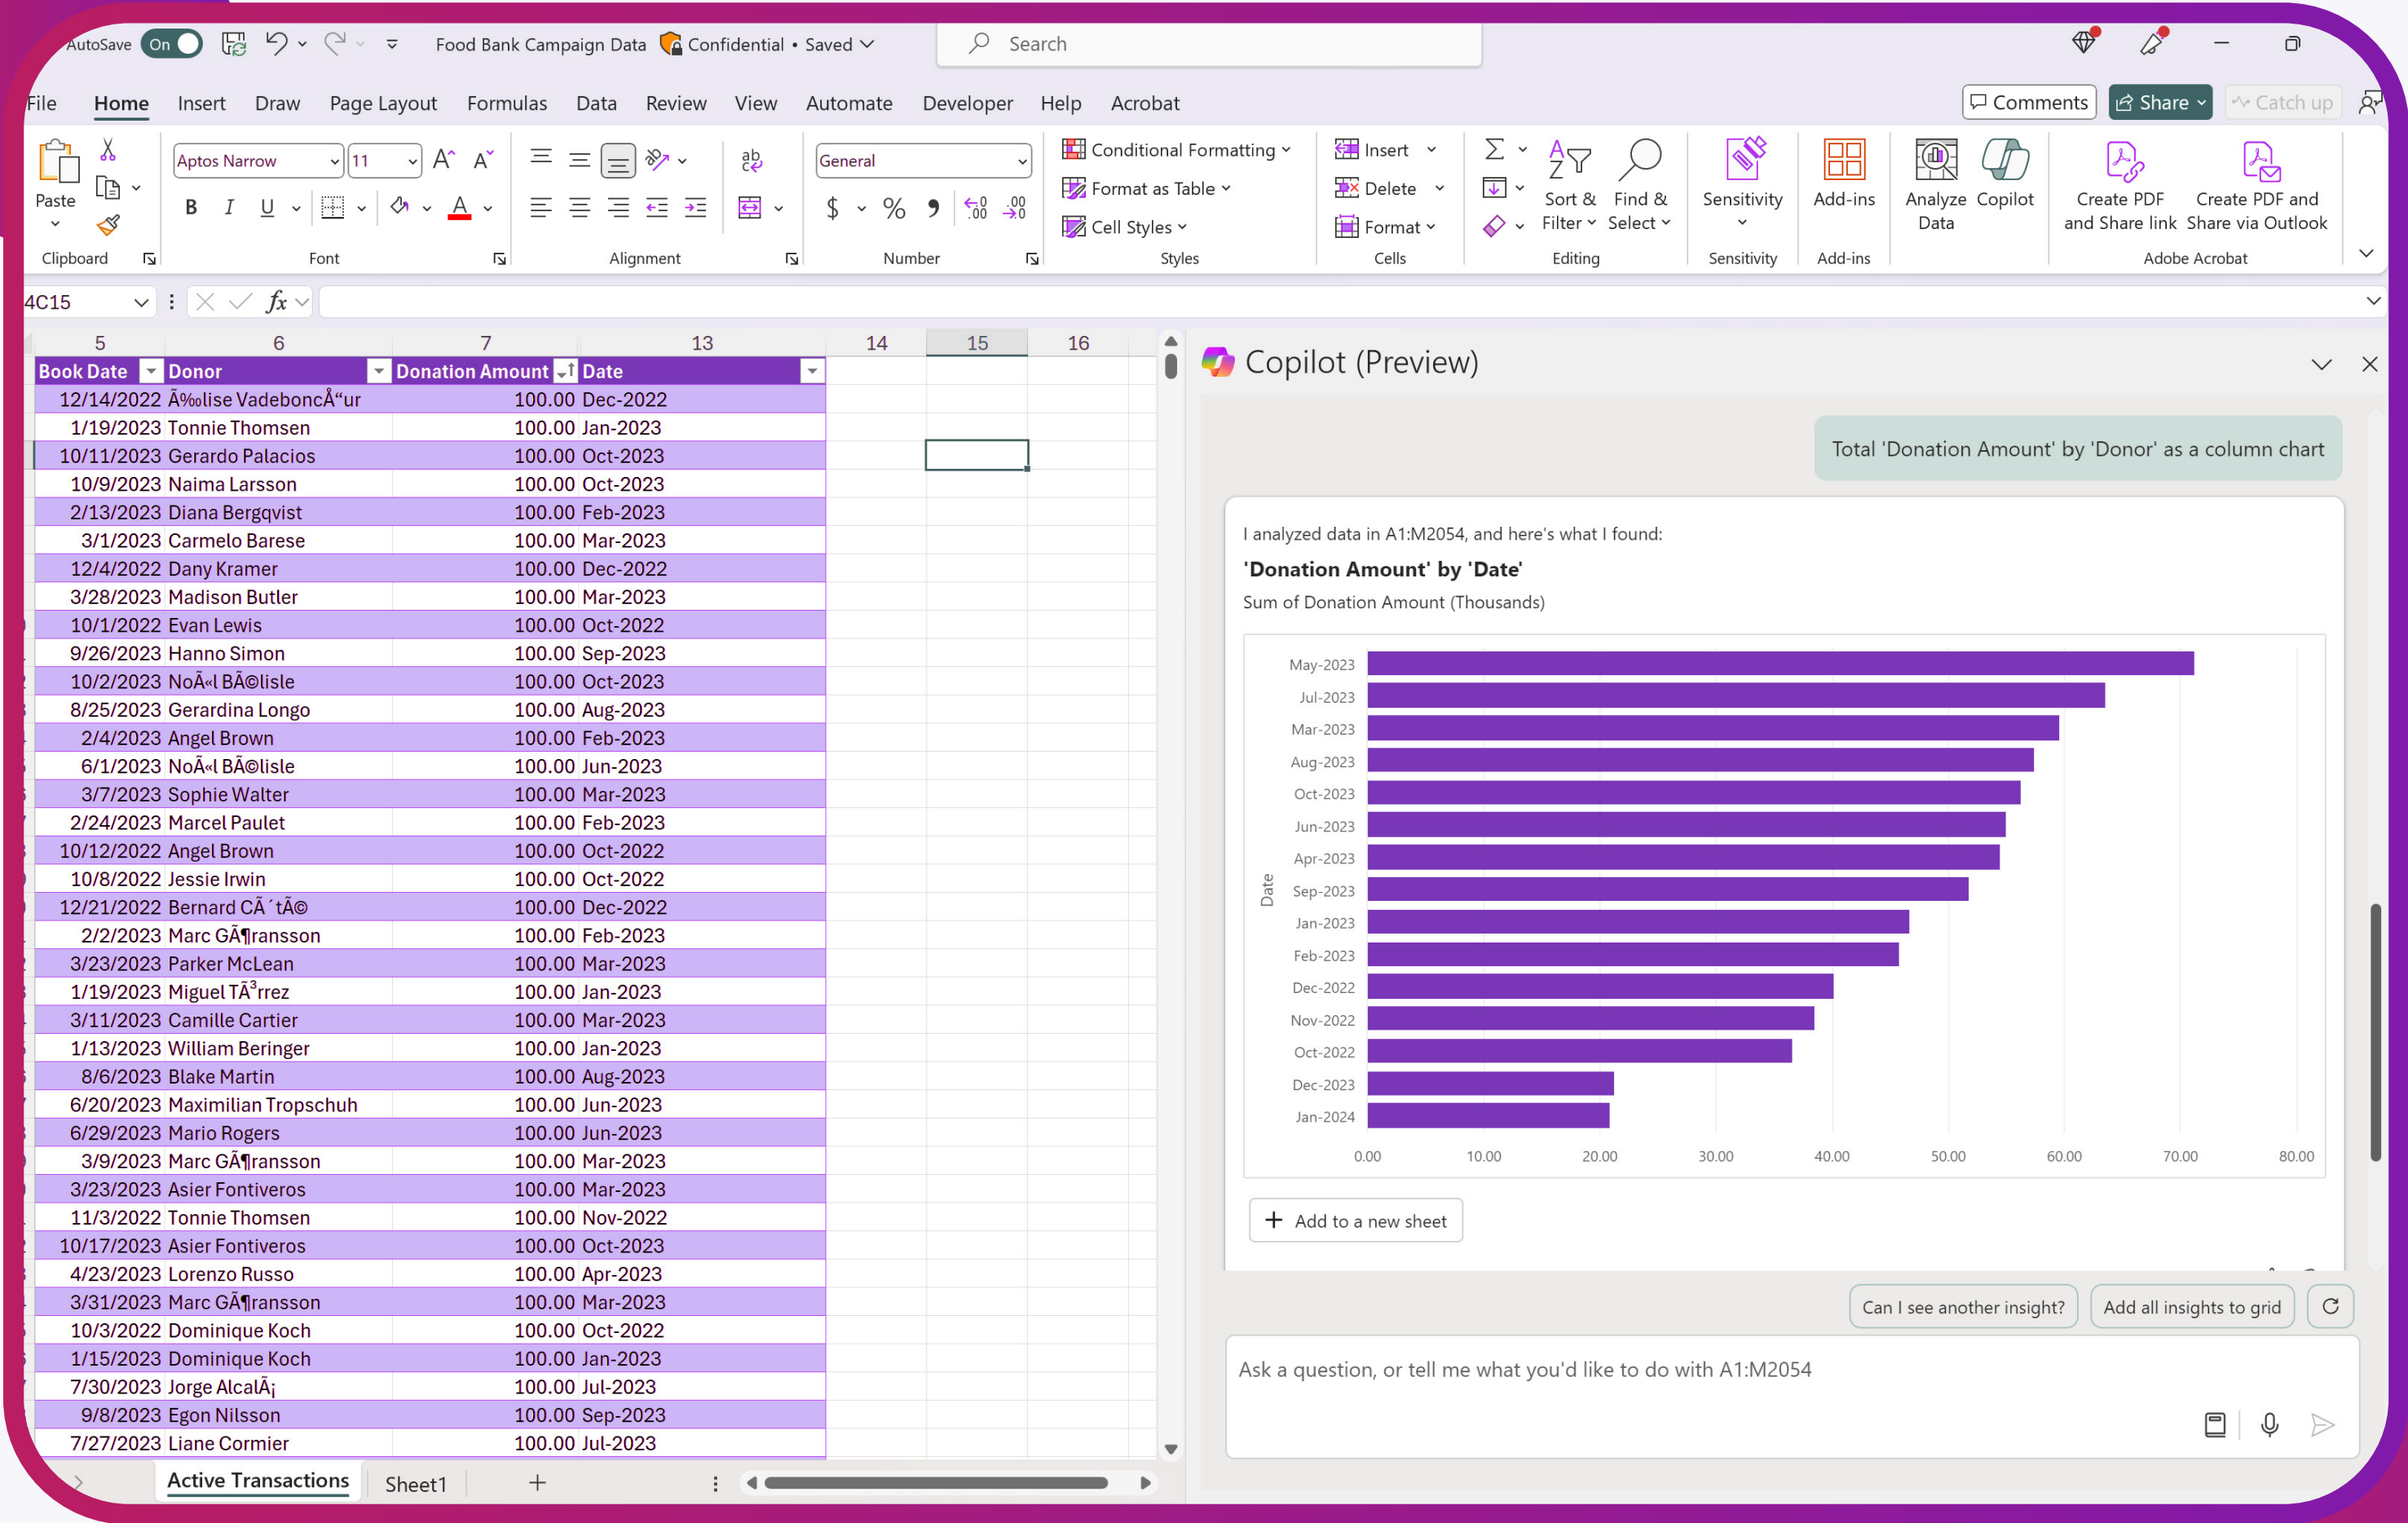 AutoSave On Food Bank Campaign Data Confidential • Saved Search
File Home Insert Draw Page Layout Formulas Data Review View Automate Developer Help Acrobat Comments Share Catch up
Paste Aptos Narrow 11 General Conditional Formatting Format as Table Cell Styles Insert Delete Format Sort & Filter Find & Select Sensitivity Add-ins Analyze Data Copilot Create PDF and Share link Create PDF and Share via Outlook
Clipboard Font Alignment Number Styles Cells Editing Sensitivity Add-ins Adobe Acrobat
4C15 fx
5 6 7 13 14 15 16
Book Date Donor Donation Amount Date
12/14/2022 Ã‰lise VadeboncÅ“ur 100.00 Dec-2022
1/19/2023 Tonnie Thomsen 100.00 Jan-2023
10/11/2023 Gerardo Palacios 100.00 Oct-2023
10/9/2023 Naima Larsson 100.00 Oct-2023
2/13/2023 Diana Bergqvist 100.00 Feb-2023
3/1/2023 Carmelo Barese 100.00 Mar-2023
12/4/2022 Dany Kramer 100.00 Dec-2022
3/28/2023 Madison Butler 100.00 Mar-2023
10/1/2022 Evan Lewis 100.00 Oct-2022
9/26/2023 Hanno Simon 100.00 Sep-2023
10/2/2023 NoÃ«l BÃ©lisle 100.00 Oct-2023
8/25/2023 Gerardina Longo 100.00 Aug-2023
2/4/2023 Angel Brown 100.00 Feb-2023
6/1/2023 NoÃ«l BÃ©lisle 100.00 Jun-2023
3/7/2023 Sophie Walter 100.00 Mar-2023
2/24/2023 Marcel Paulet 100.00 Feb-2023
10/12/2022 Angel Brown 100.00 Oct-2022
10/8/2022 Jessie Irwin 100.00 Oct-2022
12/21/2022 Bernard CÃ´tÃ© 100.00 Dec-2022
2/2/2023 Marc GÃ¶ransson 100.00 Feb-2023
3/23/2023 Parker McLean 100.00 Mar-2023
1/19/2023 Miguel TÃ³rrez 100.00 Jan-2023
3/11/2023 Camille Cartier 100.00 Mar-2023
1/13/2023 William Beringer 100.00 Jan-2023
8/6/2023 Blake Martin 100.00 Aug-2023
6/20/2023 Maximilian Tropschuh 100.00 Jun-2023
6/29/2023 Mario Rogers 100.00 Jun-2023
3/9/2023 Marc GÃ¶ransson 100.00 Mar-2023
3/23/2023 Asier Fontiveros 100.00 Mar-2023
11/3/2022 Tonnie Thomsen 100.00 Nov-2022
10/17/2023 Asier Fontiveros 100.00 Oct-2023
4/23/2023 Lorenzo Russo 100.00 Apr-2023
3/31/2023 Marc GÃ¶ransson 100.00 Mar-2023
10/3/2022 Dominique Koch 100.00 Oct-2022
1/15/2023 Dominique Koch 100.00 Jan-2023
7/30/2023 Jorge AlcalÃ¡ 100.00 Jul-2023
9/8/2023 Egon Nilsson 100.00 Sep-2023
7/27/2023 Liane Cormier 100.00 Jul-2023
Active Transactions Sheet1
Copilot (Preview)
Total 'Donation Amount' by 'Donor' as a column chart
I analyzed data in A1:M2054, and here's what I found:
'Donation Amount' by 'Date'
Sum of Donation Amount (Thousands)
Date
May-2023
Jul-2023
Mar-2023
Aug-2023
Oct-2023
Jun-2023
Apr-2023
Sep-2023
Jan-2023
Feb-2023
Dec-2022
Nov-2022
Oct-2022
Dec-2023
Jan-2024
0.00 10.00 20.00 30.00 40.00 50.00 60.00 70.00 80.00
Add to a new sheet
Can I see another insight? Add all insights to grid
Ask a question, or tell me what you'd like to do with A1:M2054